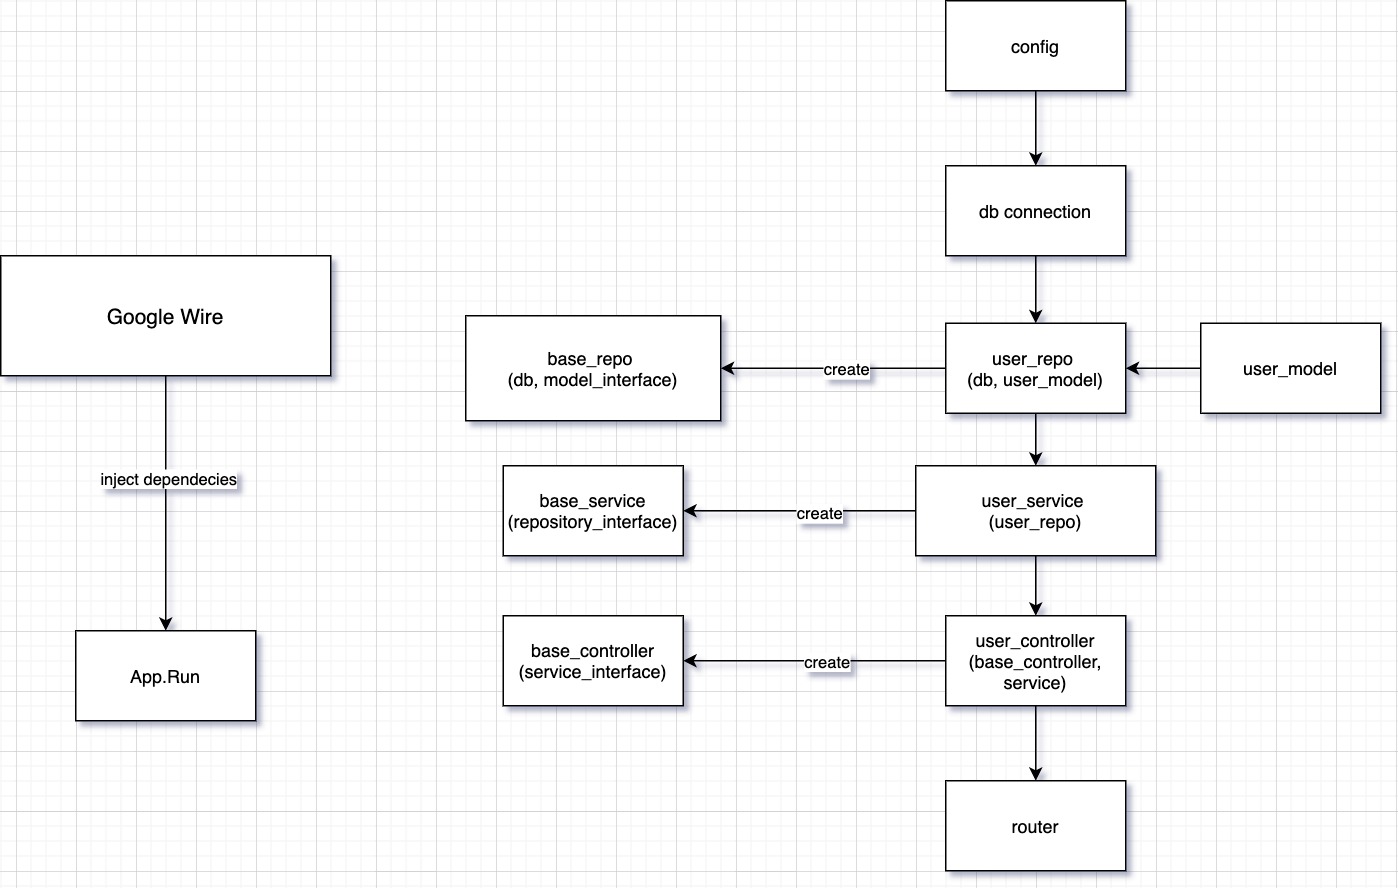 config
db connection
Google Wire
base_repo
(db, model_interface)
create
user_repo
(db, user_model)
user_model
inject dependecies
base_service
(repository_interface)
create
user_service
(user_repo)
base_controller
(service_interface)
create
user_controller
(base_controller,
service)
App.Run
router